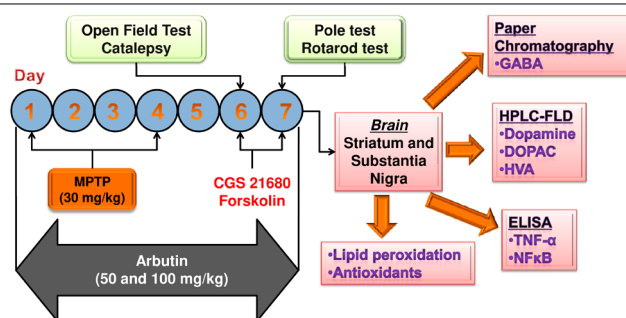 Open Field Test
Catalepsy
Pole test
Rotarod test
Paper
Chromatography
•GABA
Day
1 2 3 4 5 6 7
Brain
Striatum and
Substantia
Nigra
HPLC-FLD
•Dopamine
•DOPAC
•HVA
MPTP
(30 mg/kg)
CGS 21680
Forskolin
ELISA
•TNF-α
•NFκB
Arbutin
(50 and 100 mg/kg)
•Lipid peroxidation
•Antioxidants